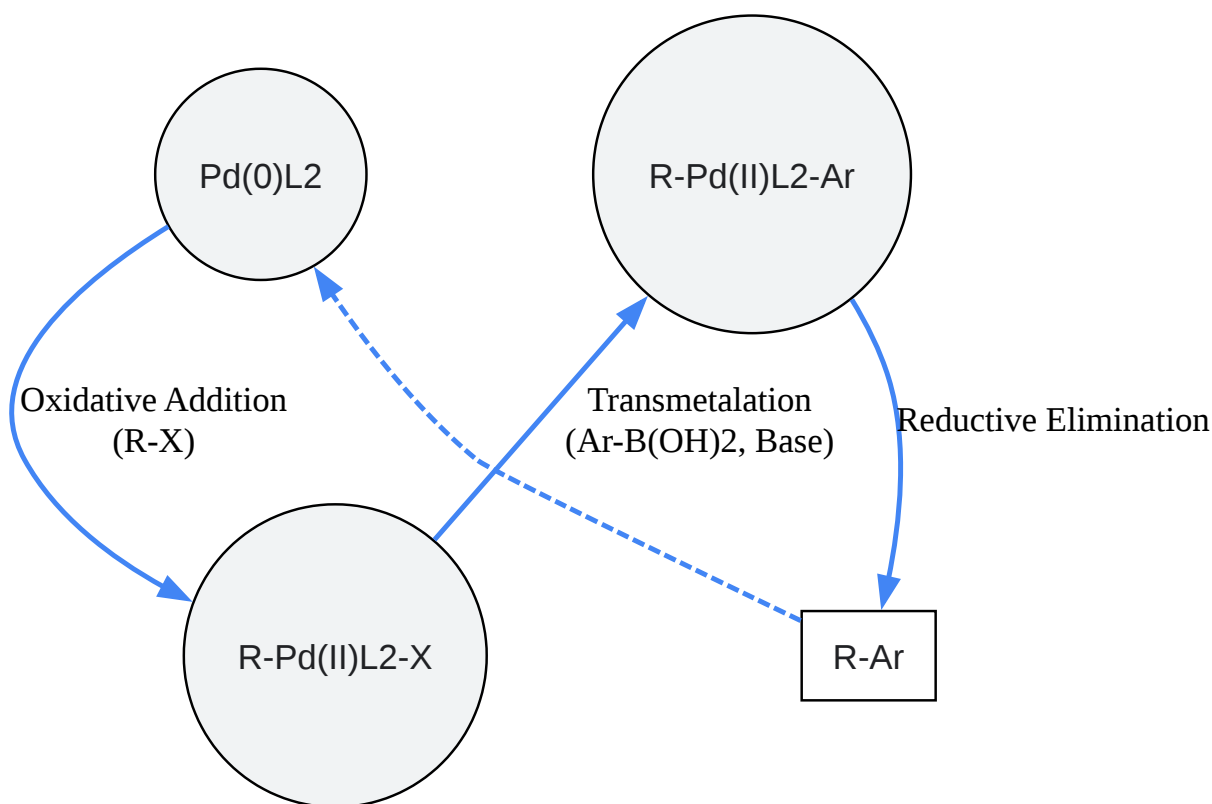 Pd(0)L2
R-Pd(II)L2-Ar
Oxidative Addition
(R-X)
Transmetalation
(Ar-B(OH)2, Base)
Reductive Elimination
R-Pd(II)L2-X
R-Ar